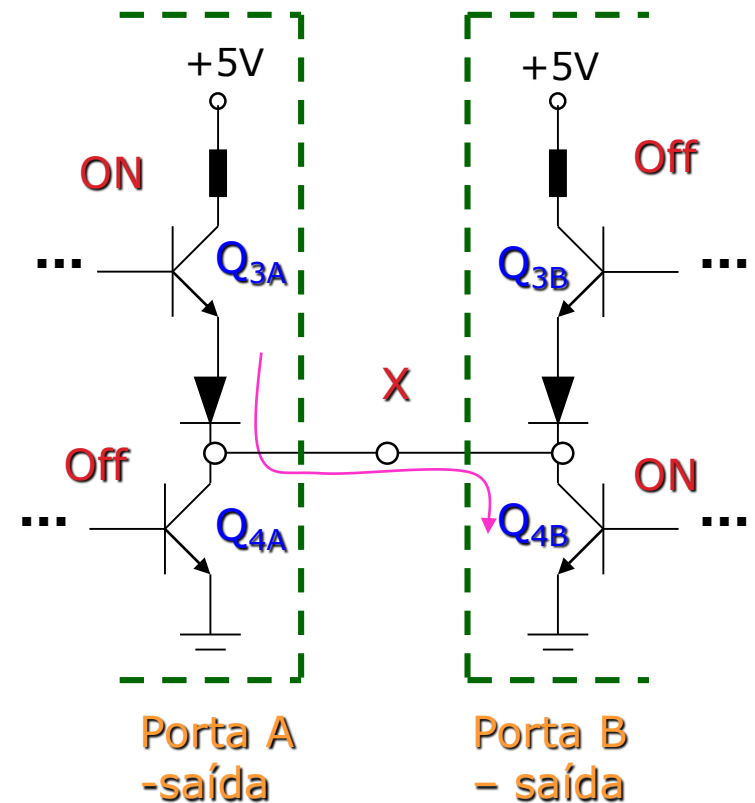 +5V
+5V
ON
Off
...
Q3A
Q3B
...
X
Off
ON
...
Q4A
Q4B
...
Porta A
-saída
Porta B
– saída